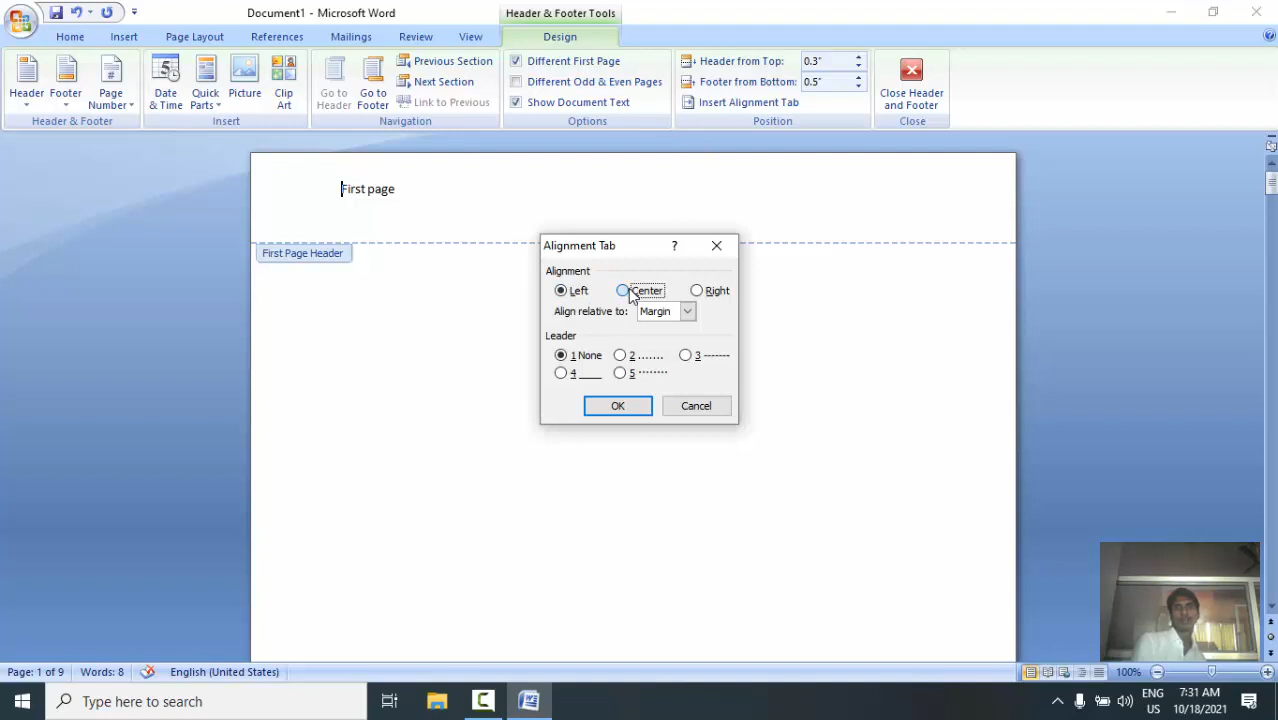 Document1 - Microsoft Word
Header & Footer Tools
Home
Insert
Page Layout
References
Mailings
Review
View
Design
Header
Footer
Page
Number
Header & Footer
Date
& Time
Quick
Parts
Picture
Clip
Art
Insert
Go to
Header
Go to
Footer
Previous Section
Next Section
Link to Previous
Navigation
Different First Page
Different Odd & Even Pages
Show Document Text
Options
Header from Top: 0.3"
Footer from Bottom: 0.5"
Insert Alignment Tab
Position
Close Header
and Footer
Close
First page
First Page Header
Alignment Tab ?
Alignment
Left Center Right
Align relative to: Margin
Leader
1 None 2 ....... 3 -------
4 ____ 5 ········
OK Cancel
Page: 1 of 9 Words: 8 English (United States) 100%
Type here to search
ENG
US
7:31 AM
10/18/2021